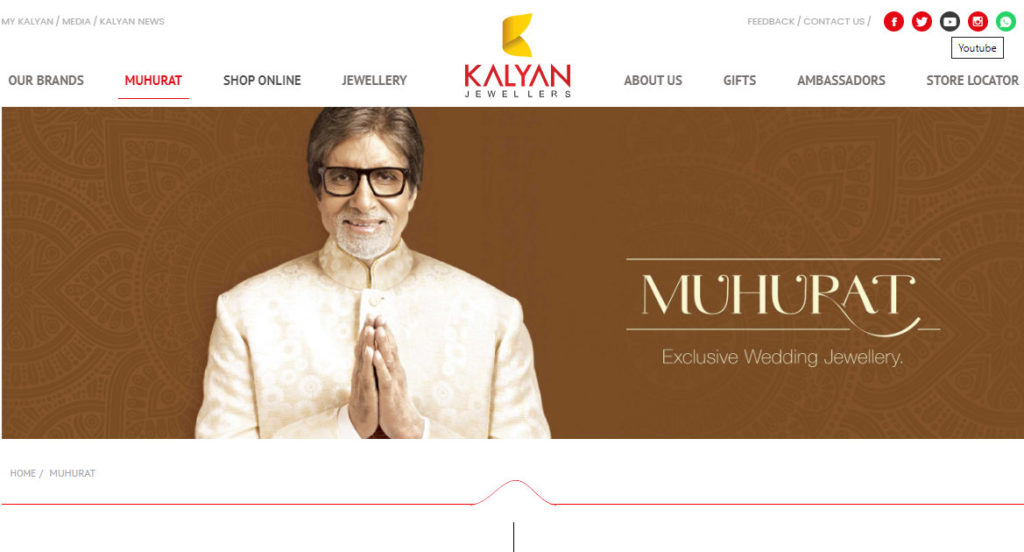 MY KALYAN / MEDIA / KALYAN NEWS
FEEDBACK / CONTACT US /
Youtube
OUR BRANDS
MUHURAT
SHOP ONLINE
JEWELLERY
KALYAN
JEWELLERS
ABOUT US
GIFTS
AMBASSADORS
STORE LOCATOR
MUHURAT
Exclusive Wedding Jewellery.
HOME / MUHURAT